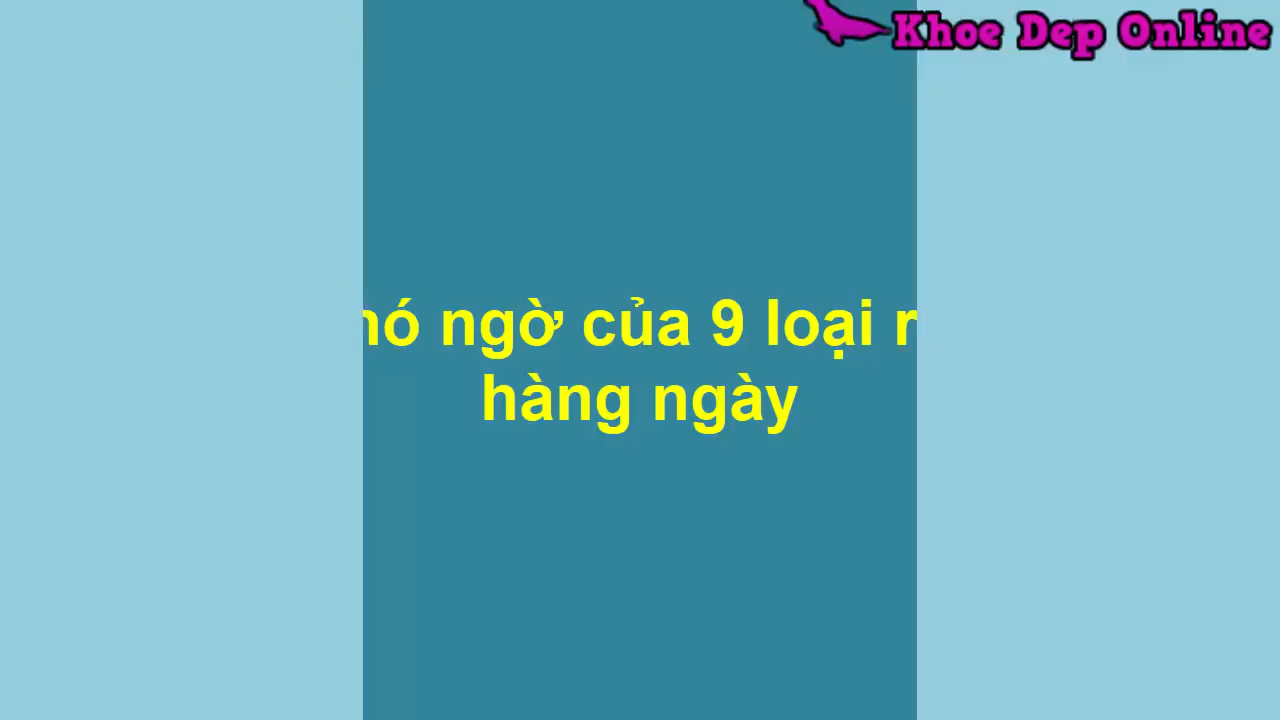 Khoe Dep Online
ngờ của 9 loại
hàng ngày